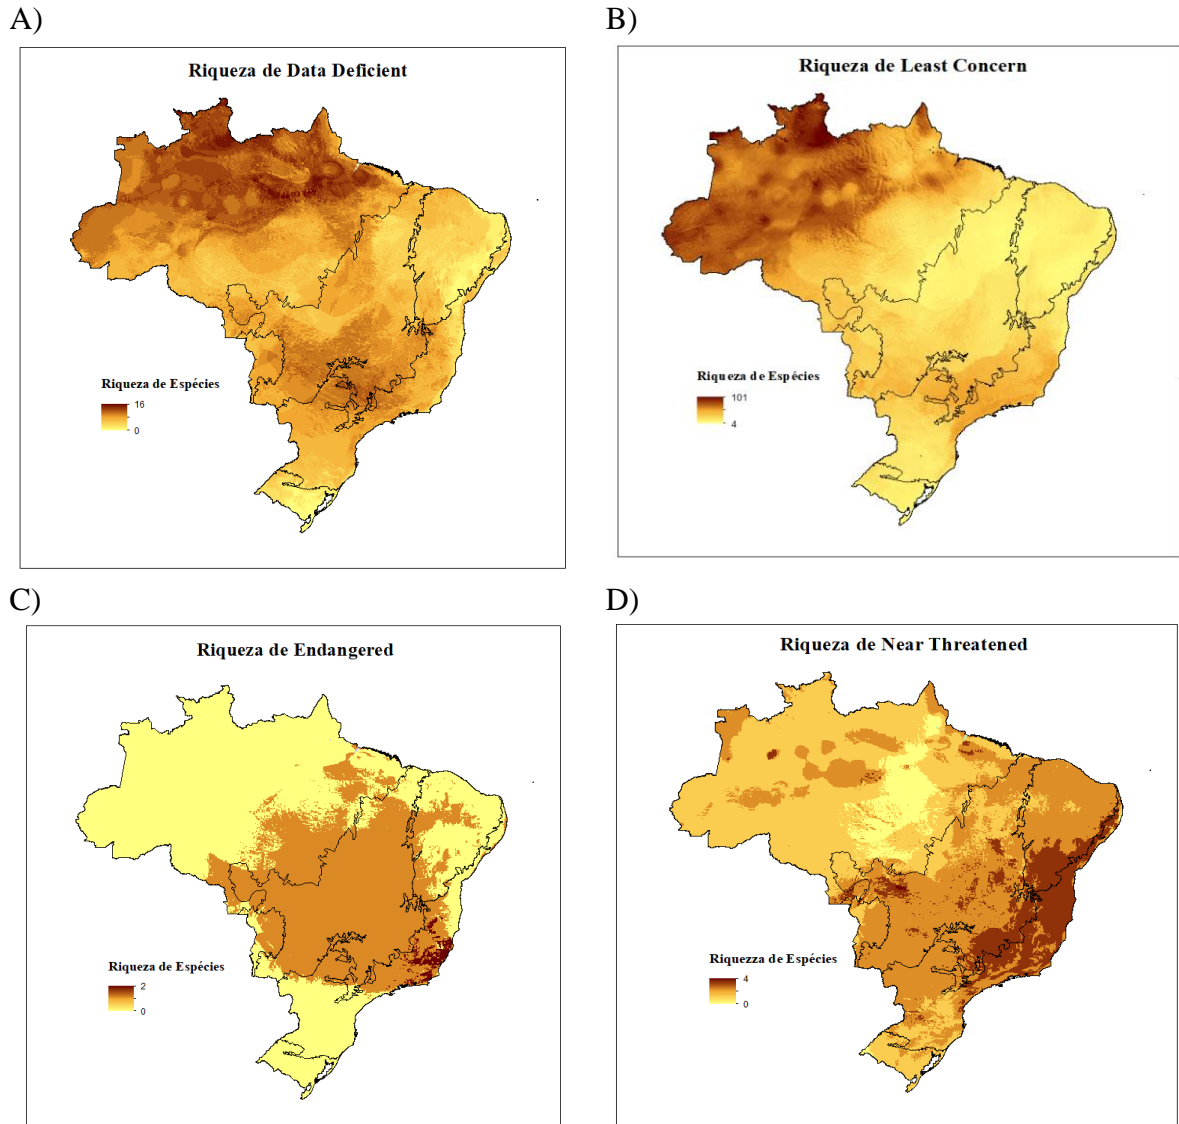 A)
Riqueza de Data Deficient
Riqueza de Espécies
16
0
B)
Riqueza de Least Concern
Riqueza de Espécies
101
4
C)
Riqueza de Endangered
Riqueza de Espécies
2
0
D)
Riqueza de Near Threatened
Riquezza de Espécies
4
0